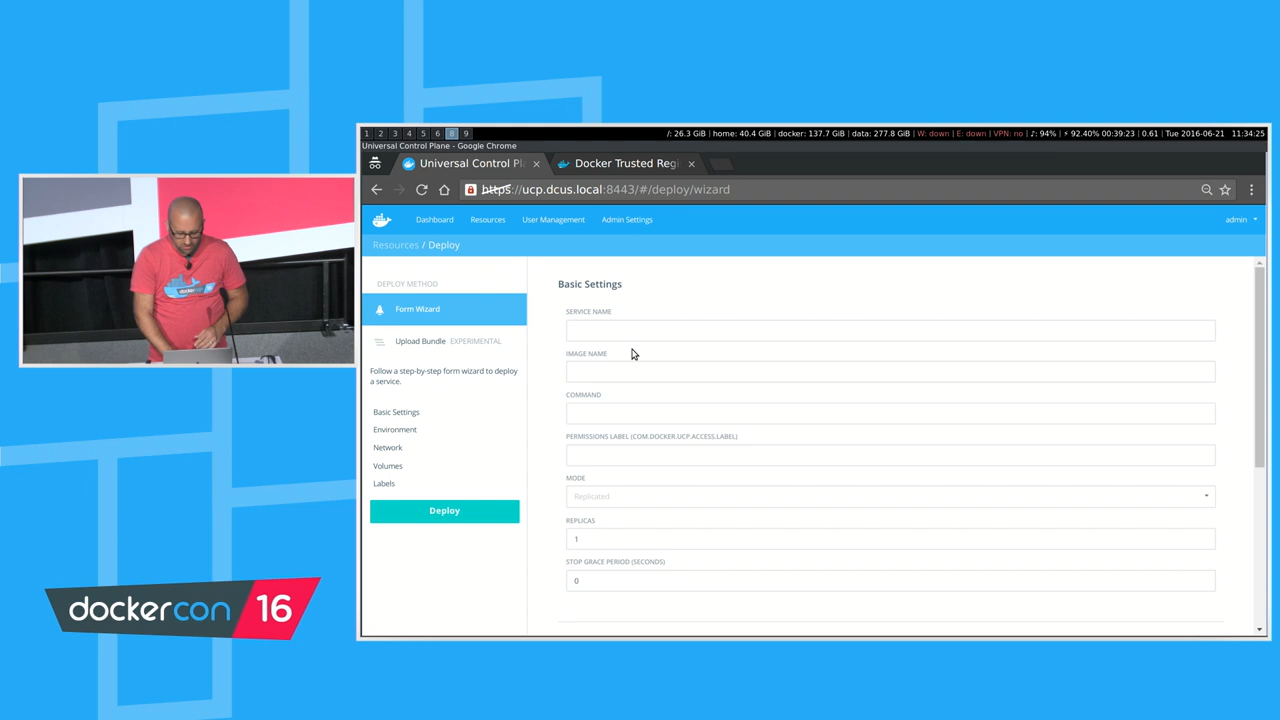 1 2 3 4 5 6 8 9
/: 26.3 GiB | home: 40.4 GiB | docker: 137.7 GiB | data: 277.8 GiB | W: down | E: down | VPN: no | ♪: 94% | ⚡ 92.40% 00:39:23 | 0.61 | Tue 2016-06-21 11:34:25
Universal Control Plane - Google Chrome
Universal Control Pl
Docker Trusted Regi
https://ucp.dcus.local:8443/#/deploy/wizard
Dashboard Resources User Management Admin Settings admin
Resources / Deploy
DEPLOY METHOD
Form Wizard
Upload Bundle EXPERIMENTAL
Follow a step-by-step form wizard to deploy
a service.
Basic Settings
Environment
Network
Volumes
Labels
Deploy
Basic Settings
SERVICE NAME
IMAGE NAME
COMMAND
PERMISSIONS LABEL (COM.DOCKER.UCP.ACCESS.LABEL)
MODE
Replicated
REPLICAS
1
STOP GRACE PERIOD (SECONDS)
0
dockercon 16